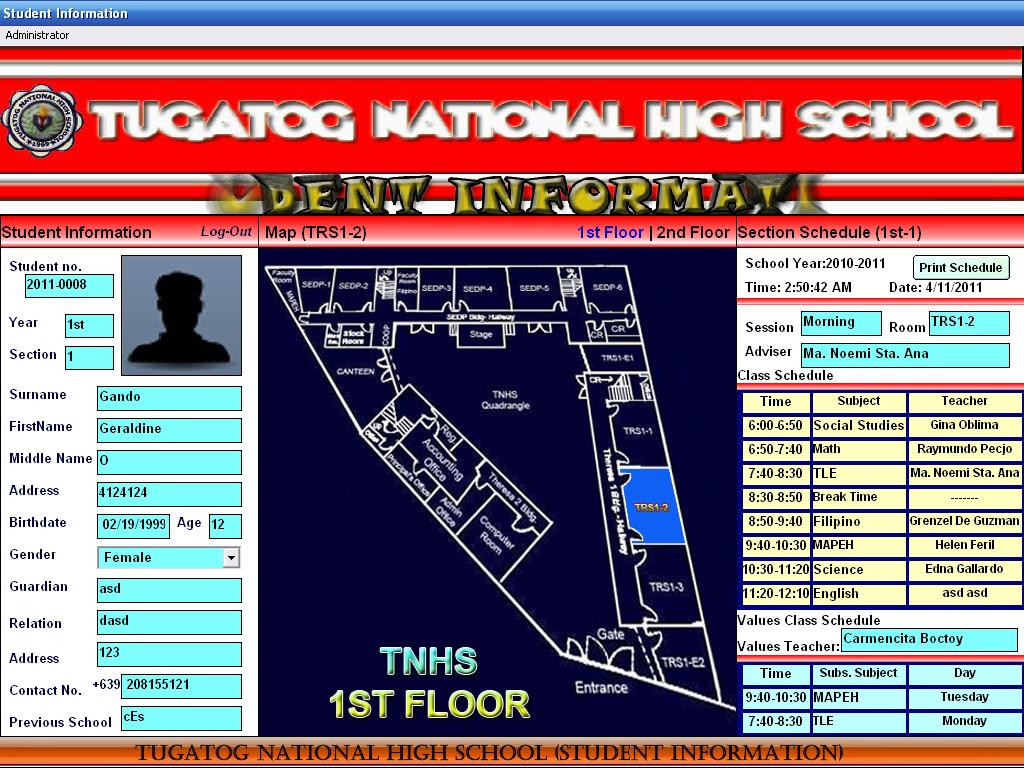 Student Information
Administrator
TUGATOG NATIONAL HIGH SCHOOL
TUGATOG NATIONAL HIGH SCHOOL
DENT INFORMAT
Student Information Log-Out
Map (TRS1-2) 1st Floor | 2nd Floor
Section Schedule (1st-1)
Student no.
2011-0008
Year 1st
Section 1
Surname Gando
FirstName Geraldine
Middle Name O
Address 4124124
Birthdate 02/19/1999 Age 12
Gender Female
Guardian asd
Relation dasd
Address 123
Contact No. +639 208155121
Previous School cEs
Faculty Room
MAPEH
SEDP-1
SEDP-2
Up
Faculty Room Filipino
SEDP-3
SEDP-4
SEDP-5
SEDP-6
SEDP Bldg- Hallway
Stock Room
COOP
Stage
CR
CR
CANTEEN
TRS1-E1
TNHS
Quadrangle
CR
TRS1-1
Up
Rog.
Accounting Office
Principal's Office
Admin Office
Theresa 2 Bldg.
Computer Room
Theresa 1 Bldg.- Hallway
TRS1-2
TRS1-3
Gate
TRS1-E2
Entrance
TNHS
1ST FLOOR
School Year:2010-2011 Print Schedule
Time: 2:50:42 AM Date: 4/11/2011
Session Morning Room TRS1-2
Adviser Ma. Noemi Sta. Ana
Class Schedule
Time Subject Teacher
6:00-6:50 Social Studies Gina Oblima
6:50-7:40 Math Raymundo Pecjo
7:40-8:30 TLE Ma. Noemi Sta. Ana
8:30-8:50 Break Time -------
8:50-9:40 Filipino Grenzel De Guzman
9:40-10:30 MAPEH Helen Feril
10:30-11:20 Science Edna Gallardo
11:20-12:10 English asd asd
Values Class Schedule
Values Teacher: Carmencita Boctoy
Time Subs. Subject Day
9:40-10:30 MAPEH Tuesday
7:40-8:30 TLE Monday
TUGATOG NATIONAL HIGH SCHOOL (STUDENT INFORMATION)